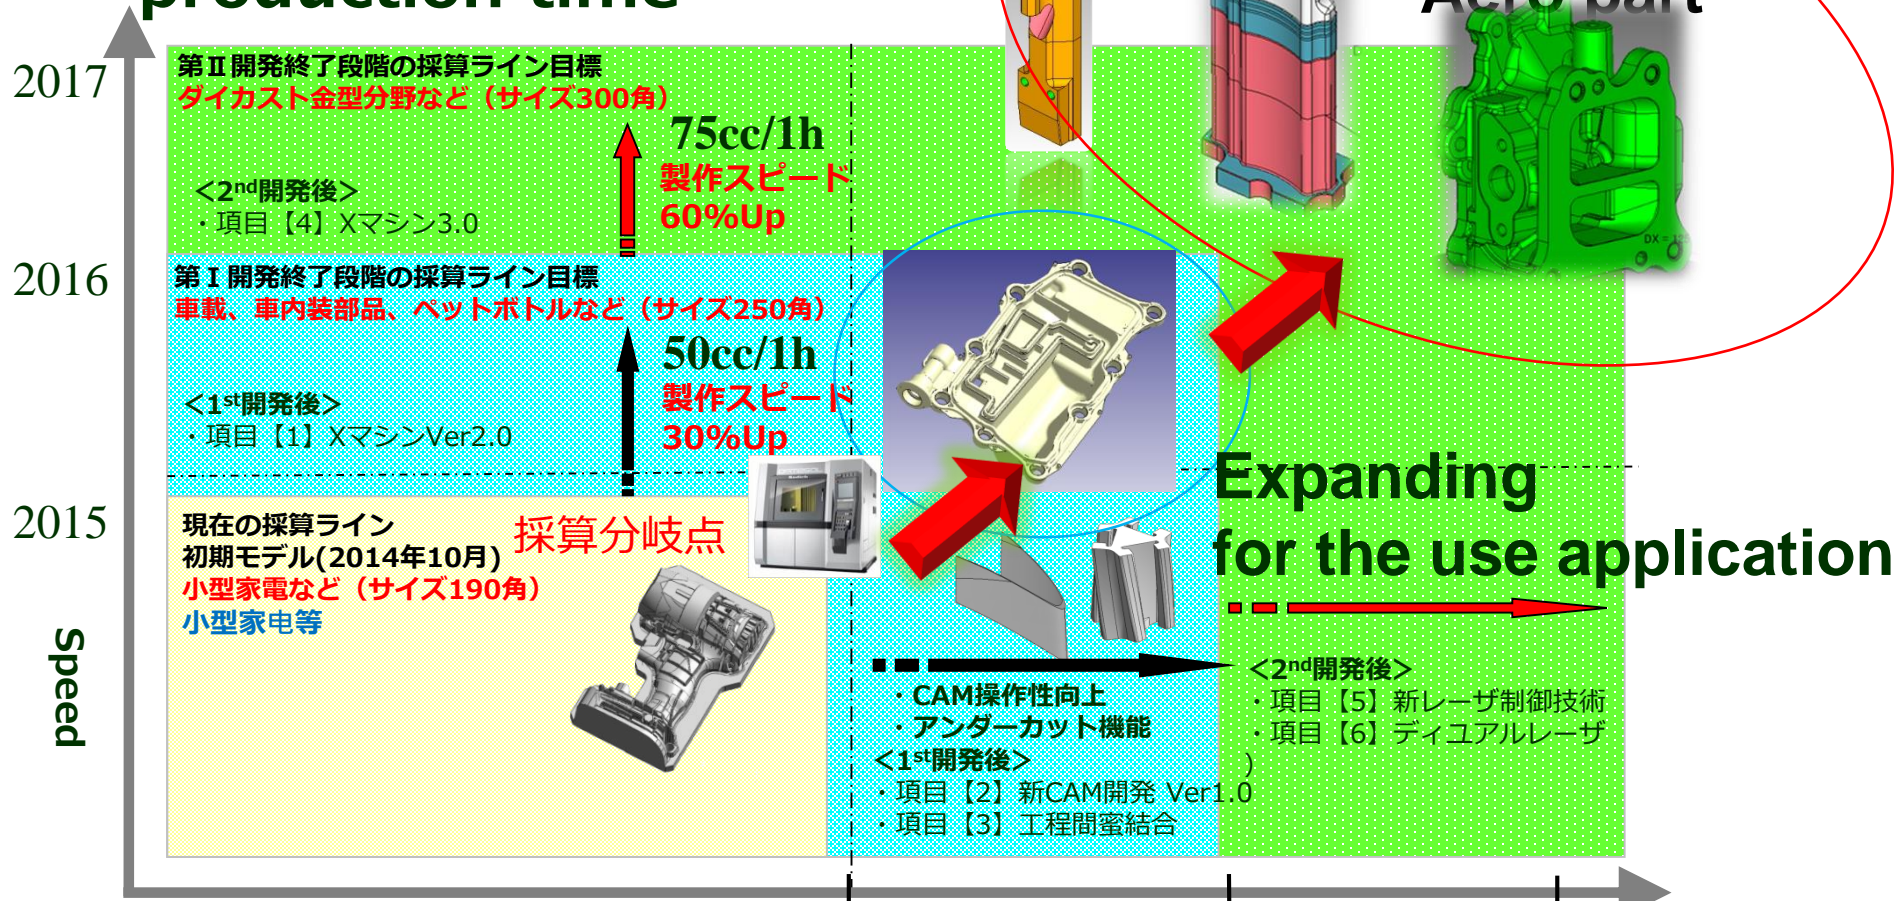 production time
Aero part
2017
第Ⅱ開発終了段階の採算ライン目標
ダイカスト金型分野など（サイズ300角）
75cc/1h
製作スピード
60%Up
＜2nd開発後＞
・項目【4】Xマシン3.0
DX = 12
2016
第Ⅰ開発終了段階の採算ライン目標
車載、車内装部品、ペットボトルなど（サイズ250角）
50cc/1h
製作スピード
30%Up
＜1st開発後＞
・項目【1】XマシンVer2.0
Expanding
for the use application
2015
現在の採算ライン
初期モデル(2014年10月)
小型家電など（サイズ190角）
小型家电等
採算分岐点
Speed
・CAM操作性向上
・アンダーカット機能
＜1st開発後＞
・項目【2】新CAM開発 Ver1.0
・項目【3】工程間蜜結合
＜2nd開発後＞
・項目【5】新レーザ制御技術
・項目【6】ディユアルレーザ
）